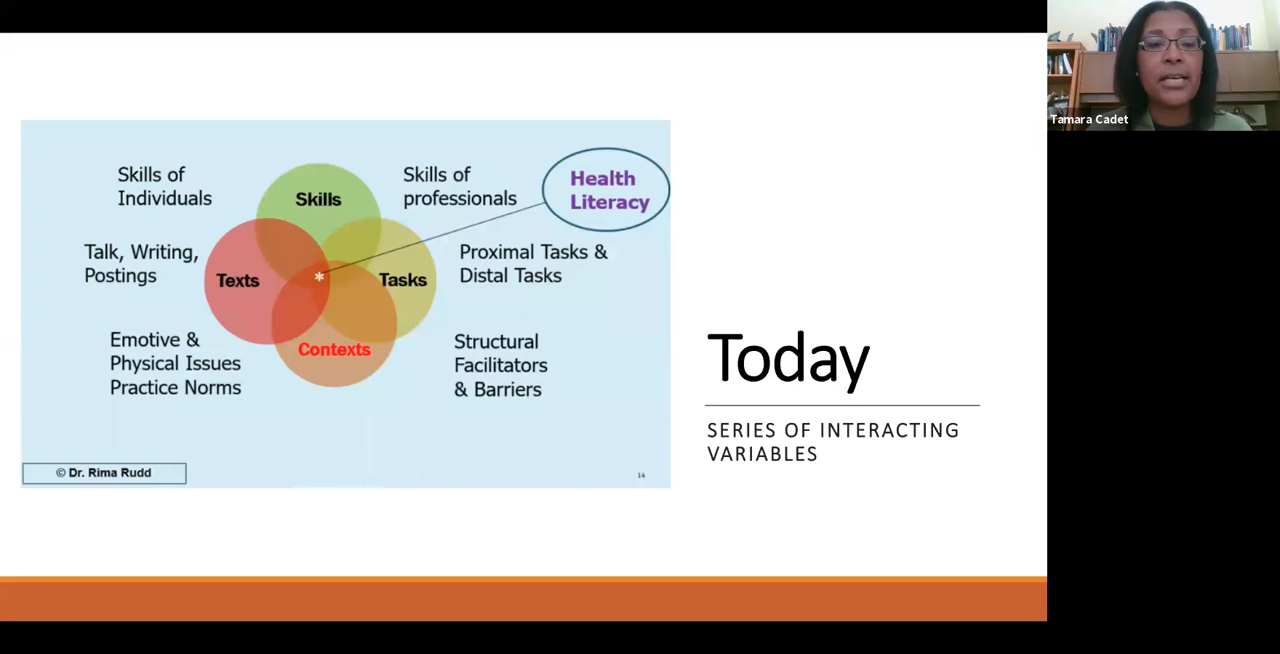 Skills of
Individuals
Skills
Skills of
professionals
Health
Literacy
Talk, Writing,
Postings
Texts
*
Tasks
Proximal Tasks &
Distal Tasks
Emotive &
Physical Issues
Practice Norms
Contexts
Structural
Facilitators
& Barriers
© Dr. Rima Rudd
14
Today
SERIES OF INTERACTING
VARIABLES
Tamara Cadet